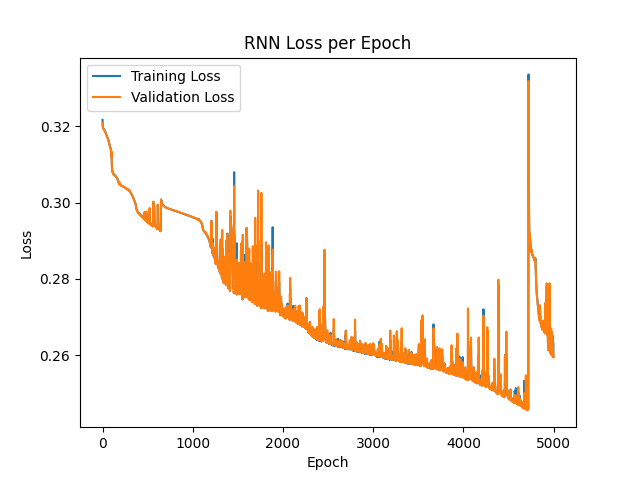 RNN Loss per Epoch
Training Loss
Validation Loss
0.32
0.30
0.28
0.26
Loss
0 1000 2000 3000 4000 5000
Epoch